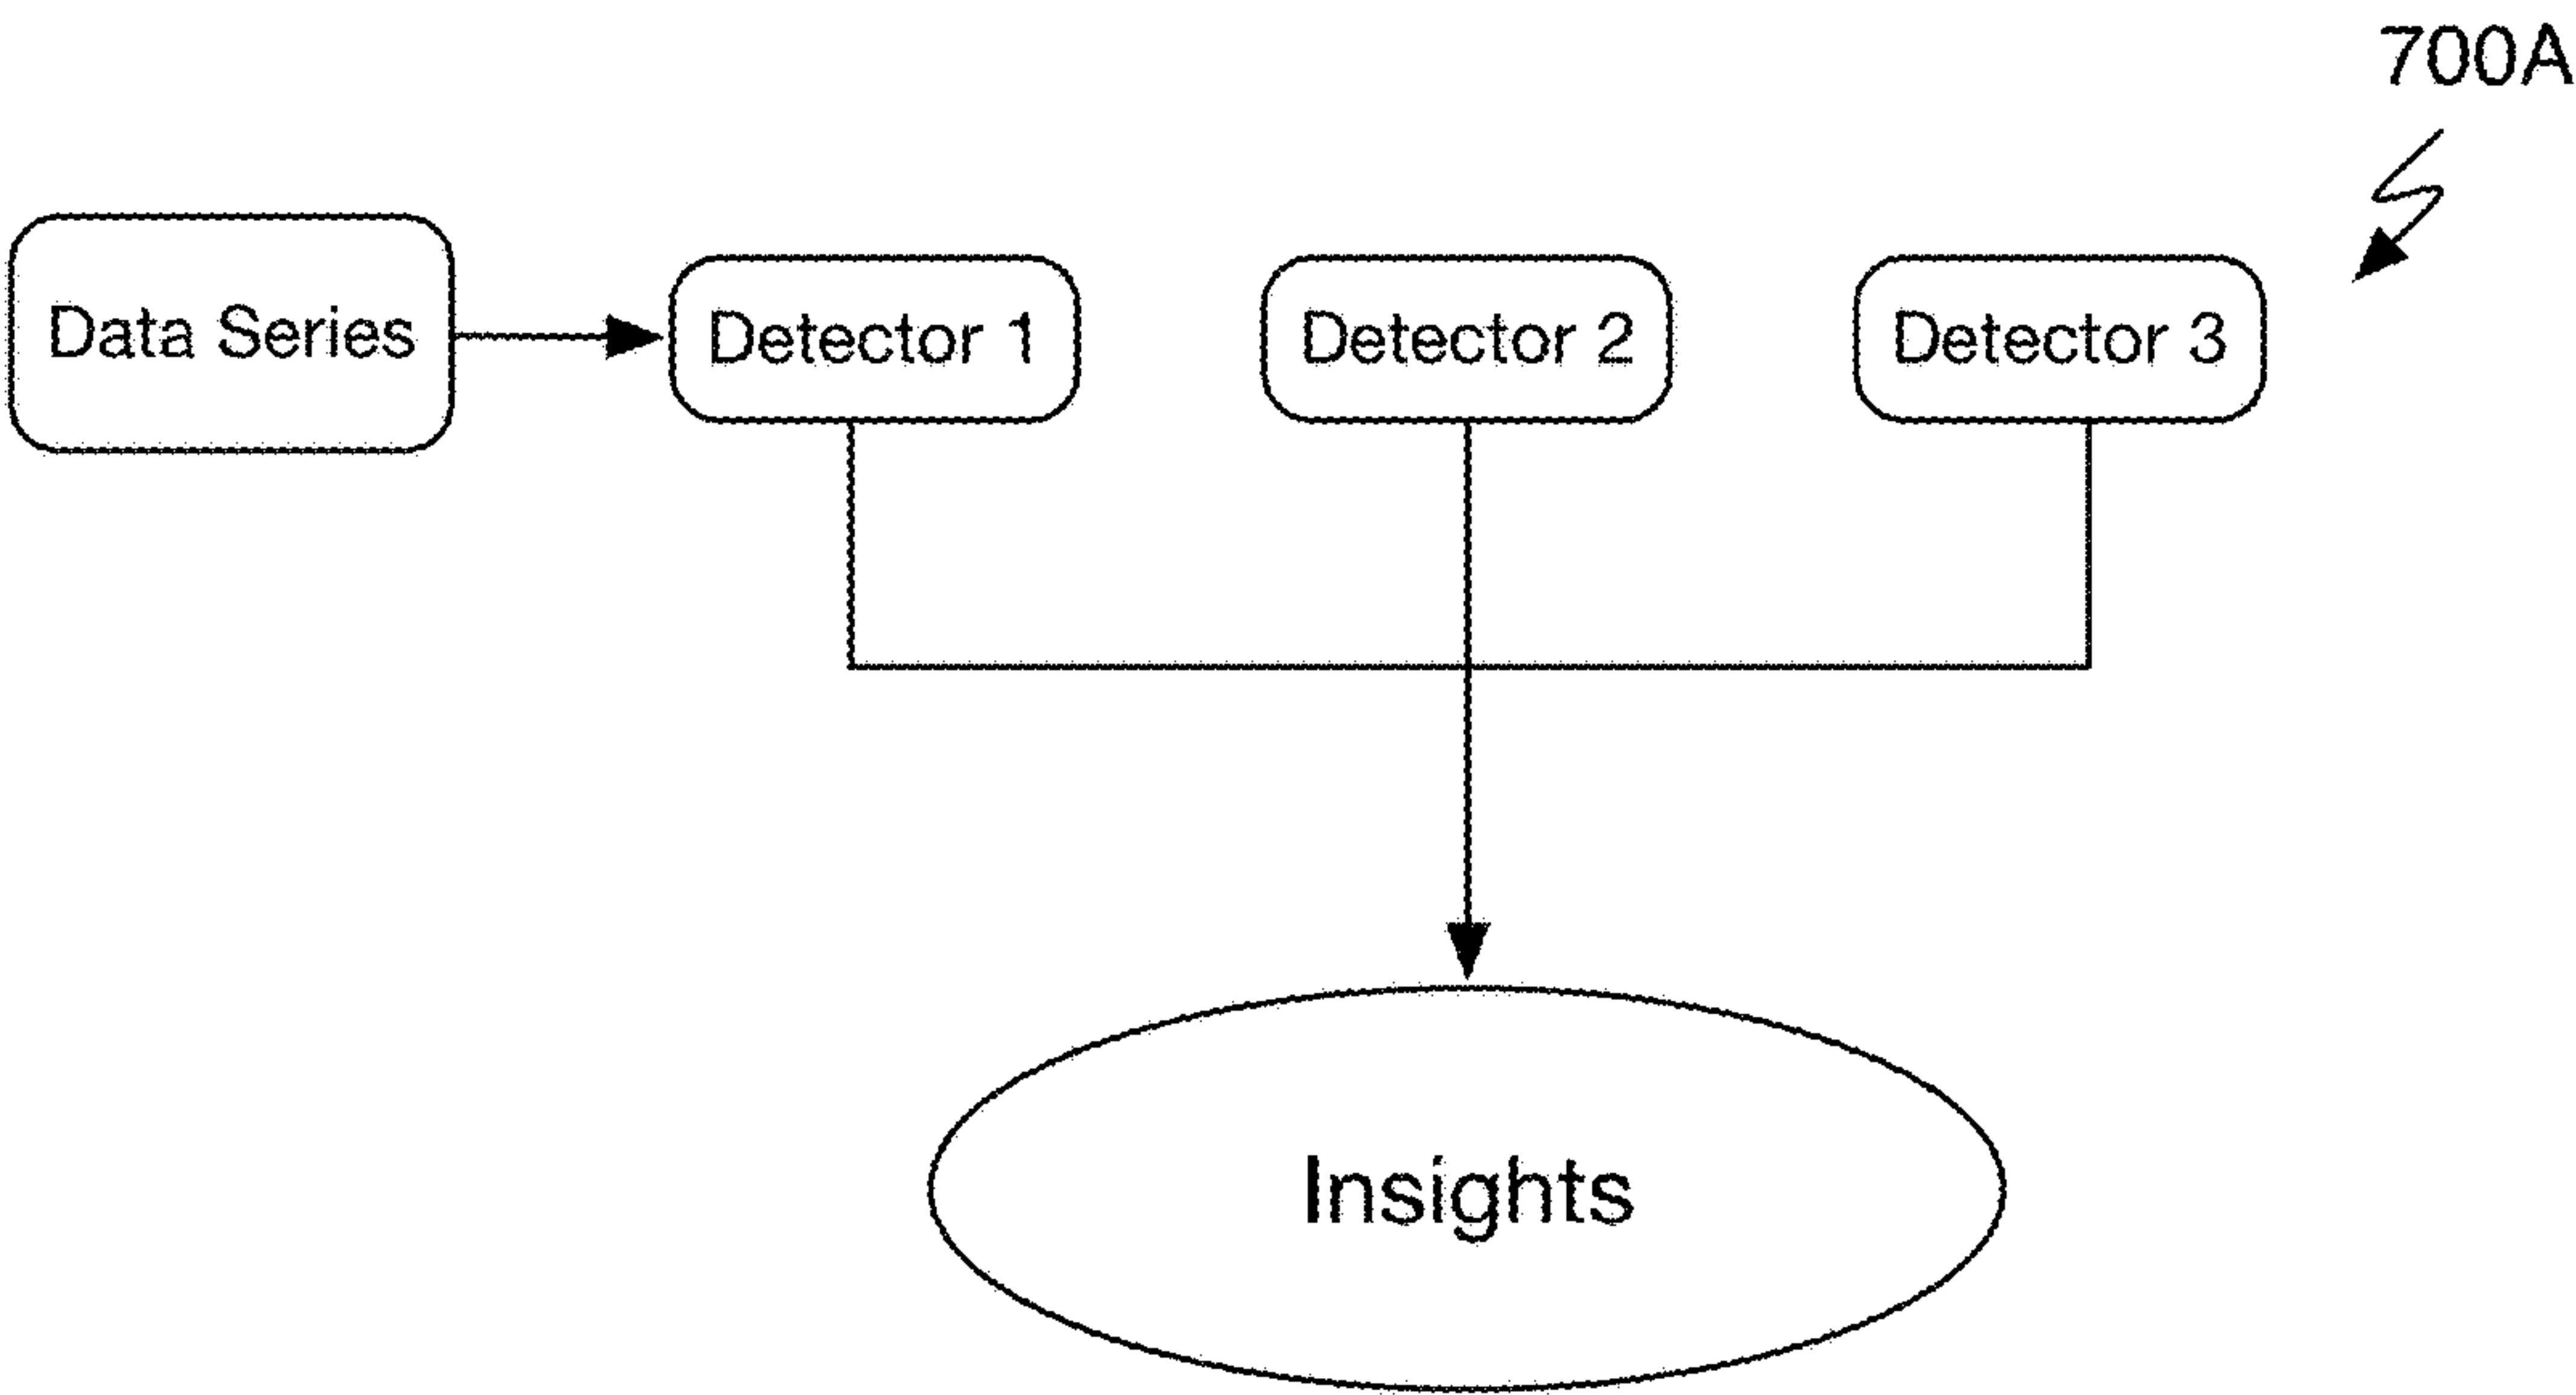 700A
Data Series
Detector 1
Detector 2
Detector 3
Insights